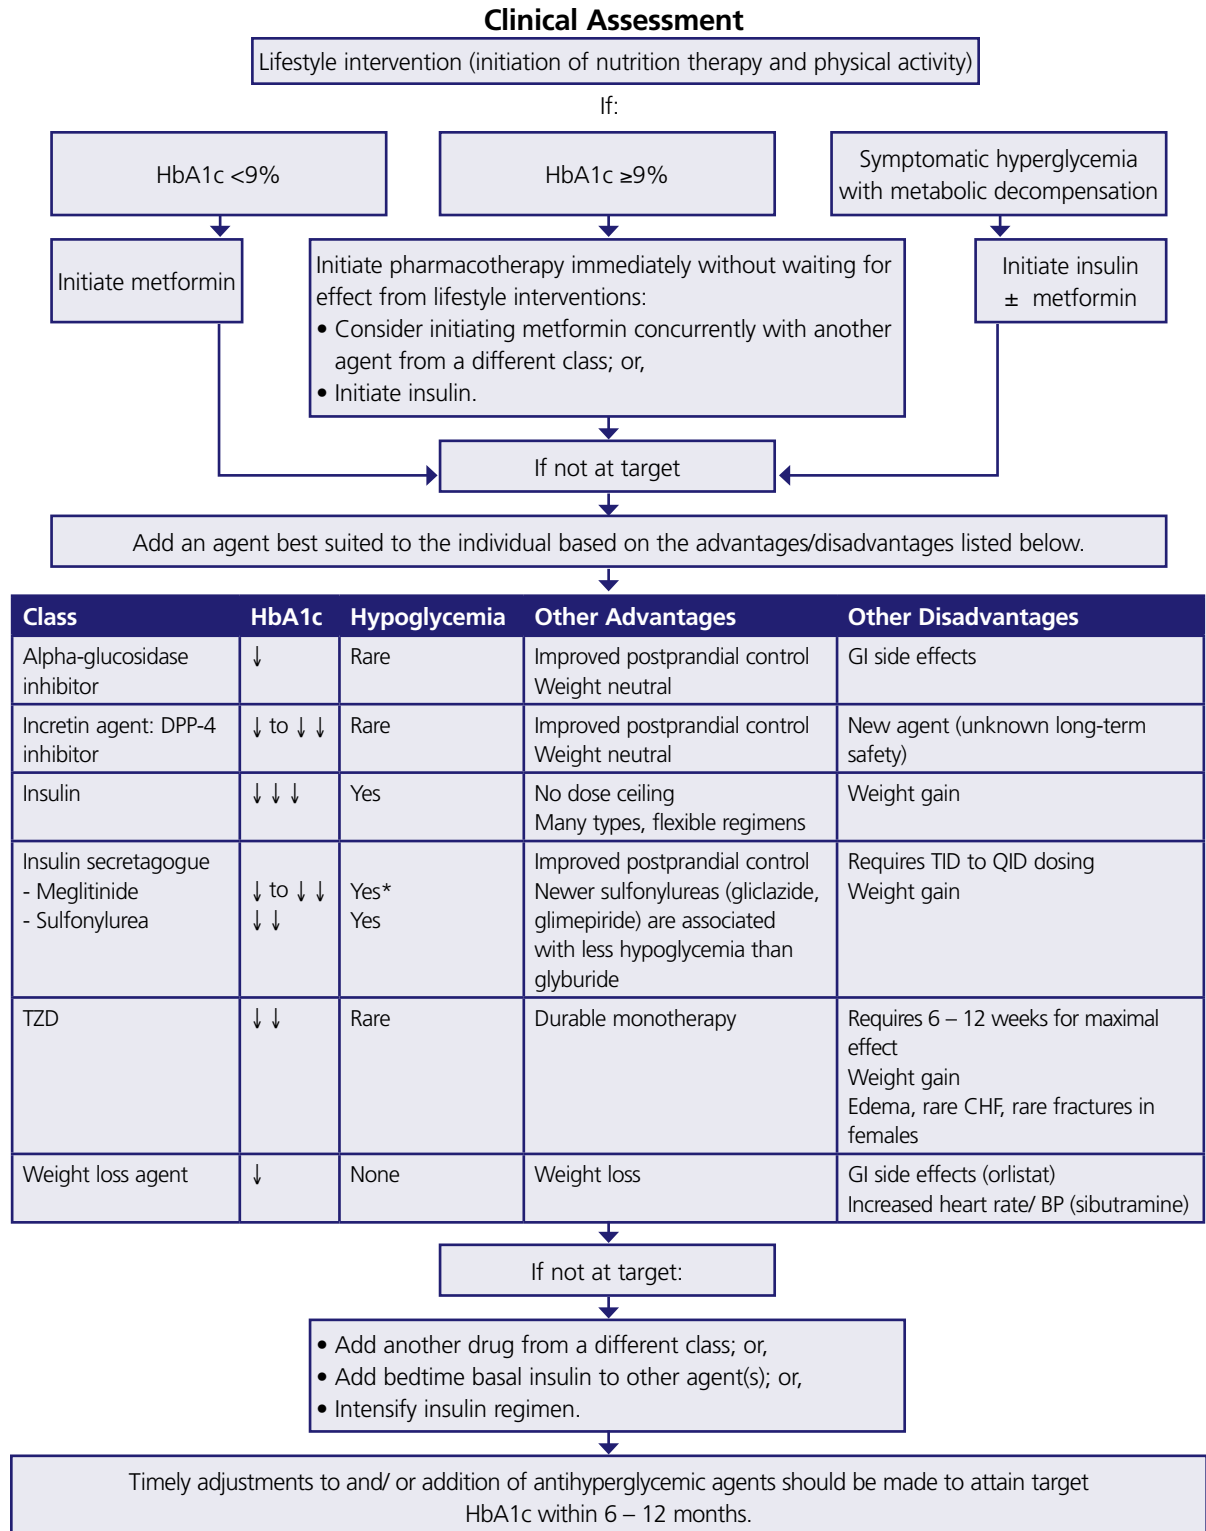 Clinical Assessment
Lifestyle intervention (initiation of nutrition therapy and physical activity)
If:
HbA1c <9%
HbA1c ≥9%
Symptomatic hyperglycemia
with metabolic decompensation
Initiate metformin
Initiate pharmacotherapy immediately without waiting for
effect from lifestyle interventions:
• Consider initiating metformin concurrently with another
agent from a different class; or,
• Initiate insulin.
Initiate insulin
± metformin
If not at target
Add an agent best suited to the individual based on the advantages/disadvantages listed below.
Class HbA1c Hypoglycemia Other Advantages Other Disadvantages
Alpha-glucosidase ↓ Rare Improved postprandial control GI side effects
inhibitor Weight neutral
Incretin agent: DPP-4 ↓ to ↓ ↓ Rare Improved postprandial control New agent (unknown long-term
inhibitor Weight neutral safety)
Insulin ↓ ↓ ↓ Yes No dose ceiling Weight gain
Many types, flexible regimens
Insulin secretagogue Improved postprandial control Requires TID to QID dosing
- Meglitinide ↓ to ↓ ↓ Yes* Newer sulfonylureas (gliclazide, Weight gain
- Sulfonylurea ↓ ↓ Yes glimepiride) are associated
with less hypoglycemia than
glyburide
TZD ↓ ↓ Rare Durable monotherapy Requires 6 – 12 weeks for maximal
effect
Weight gain
Edema, rare CHF, rare fractures in
females
Weight loss agent ↓ None Weight loss GI side effects (orlistat)
Increased heart rate/ BP (sibutramine)
If not at target:
• Add another drug from a different class; or,
• Add bedtime basal insulin to other agent(s); or,
• Intensify insulin regimen.
Timely adjustments to and/ or addition of antihyperglycemic agents should be made to attain target
HbA1c within 6 – 12 months.